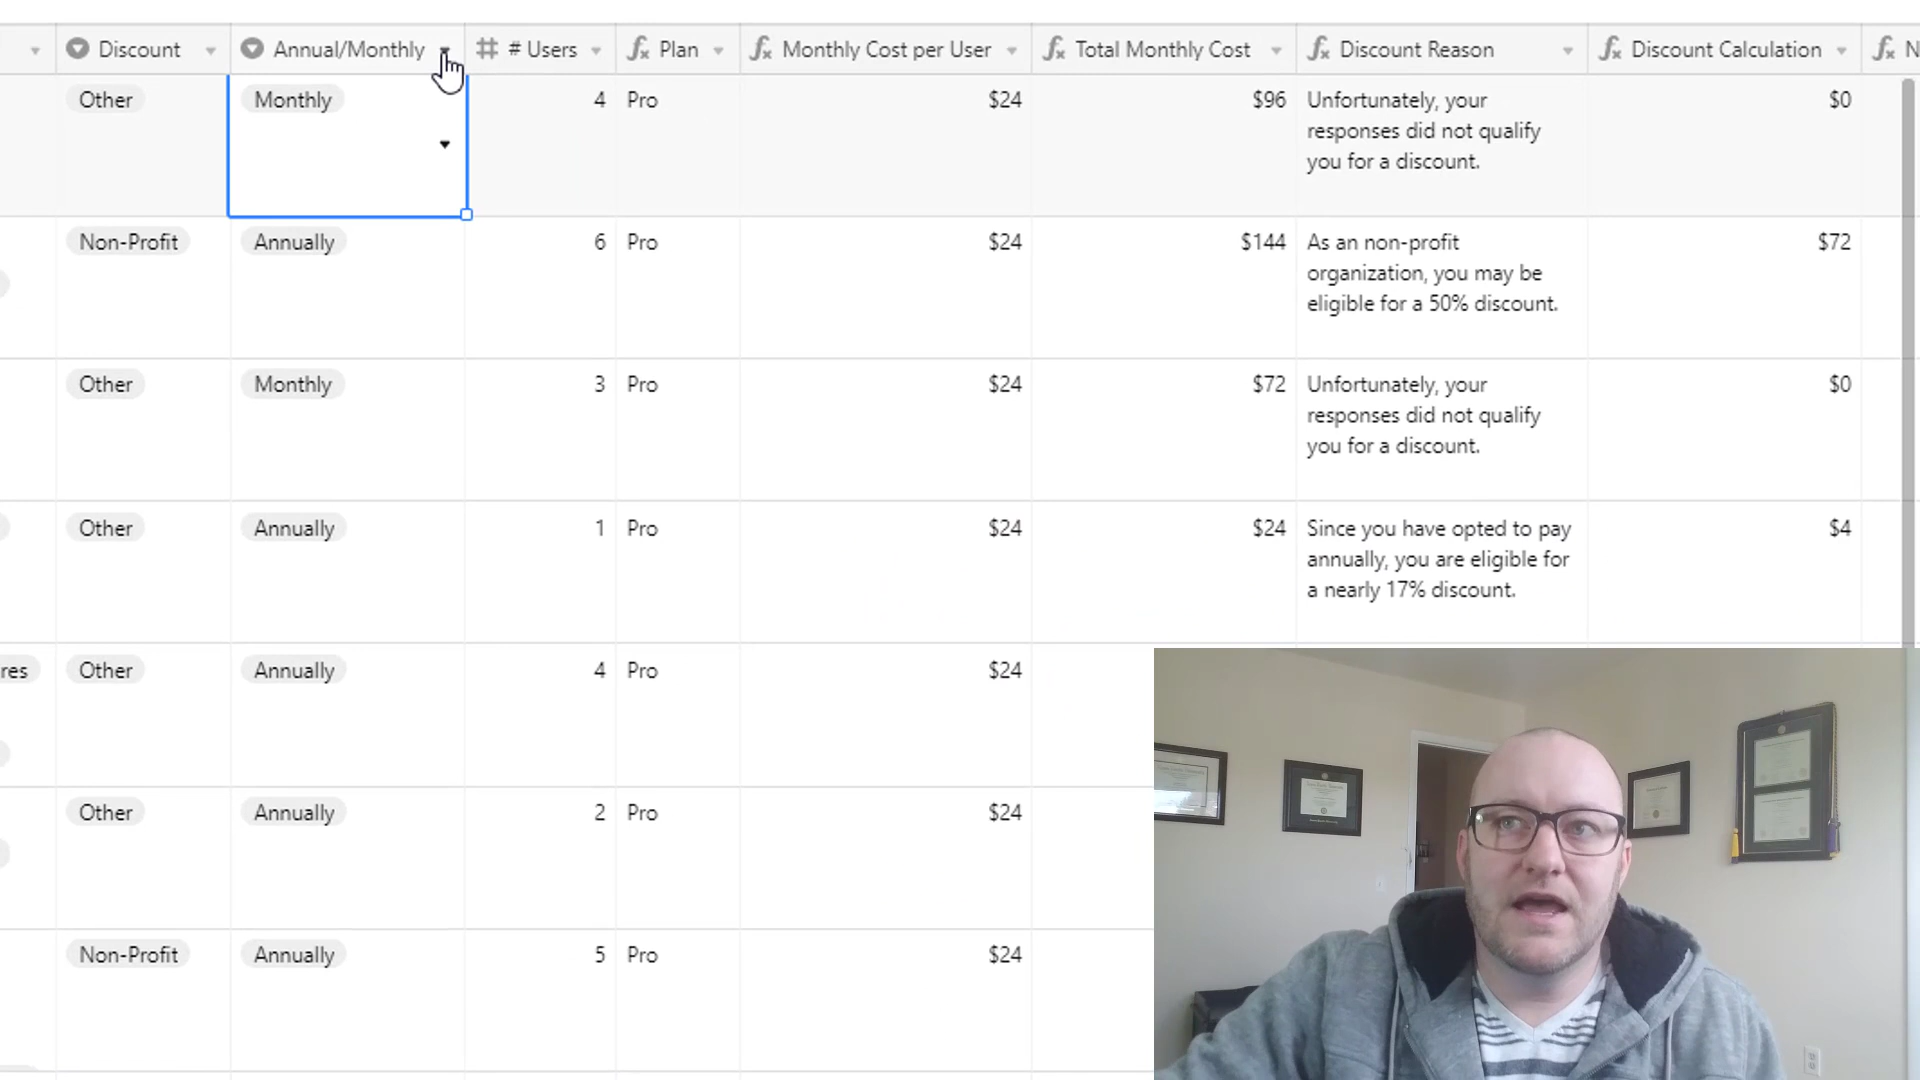 Discount Annual/Monthly # Users Plan Monthly Cost per User Total Monthly Cost Discount Reason Discount Calculation N
Other Monthly 4 Pro $24 $96 Unfortunately, your
responses did not qualify
you for a discount.
$0
Non-Profit Annually 6 Pro $24 $144 As an non-profit
organization, you may be
eligible for a 50% discount.
$72
Other Monthly 3 Pro $24 $72 Unfortunately, your
responses did not qualify
you for a discount.
$0
Other Annually 1 Pro $24 $24 Since you have opted to pay
annually, you are eligible for
a nearly 17% discount.
$4
res Other Annually 4 Pro $24
Other Annually 2 Pro $24
Non-Profit Annually 5 Pro $24